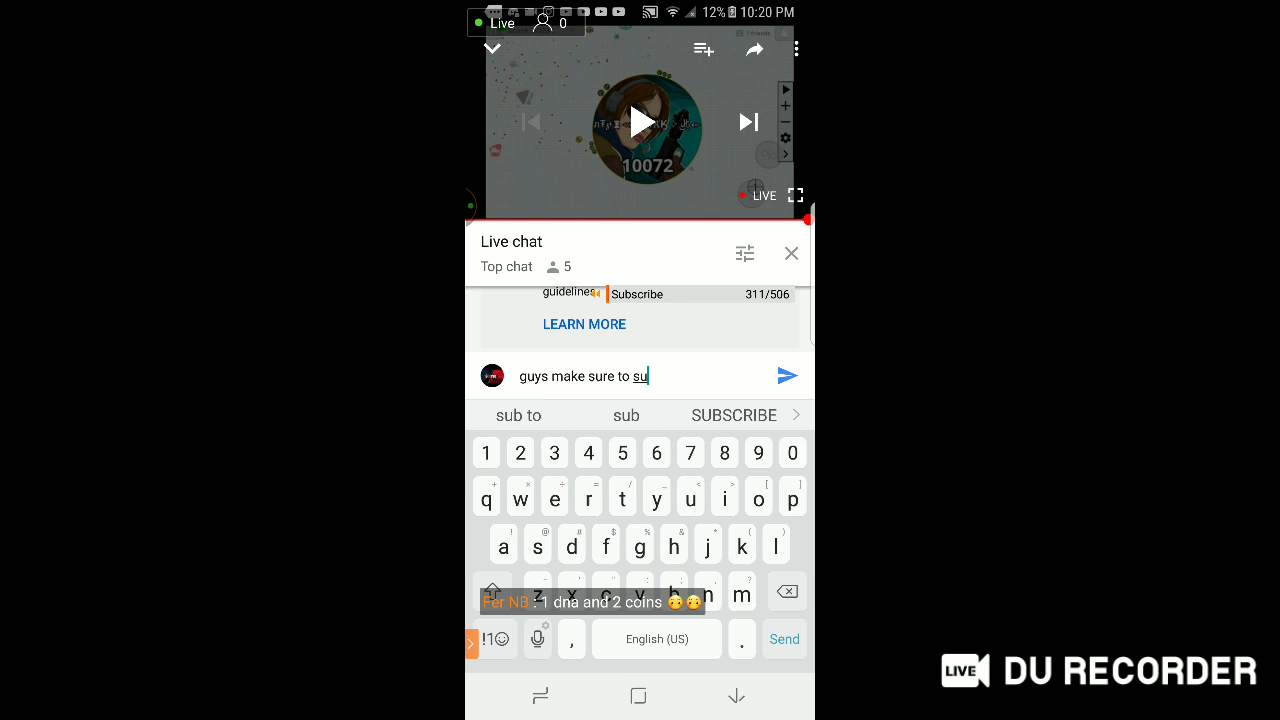 12% 10:20 PM
Live 0
10072
LIVE
Live chat
Top chat 5
guidelines
Subscribe 311/506
LEARN MORE
guys make sure to su
sub to sub SUBSCRIBE
1 2 3 4 5 6 7 8 9 0
q w e r t y u i o p
a s d f g h j k l
z x c v b n m
Fer NB : 1 dna and 2 coins 😶😶
!1☺ , English (US) . Send
LIVE DU RECORDER